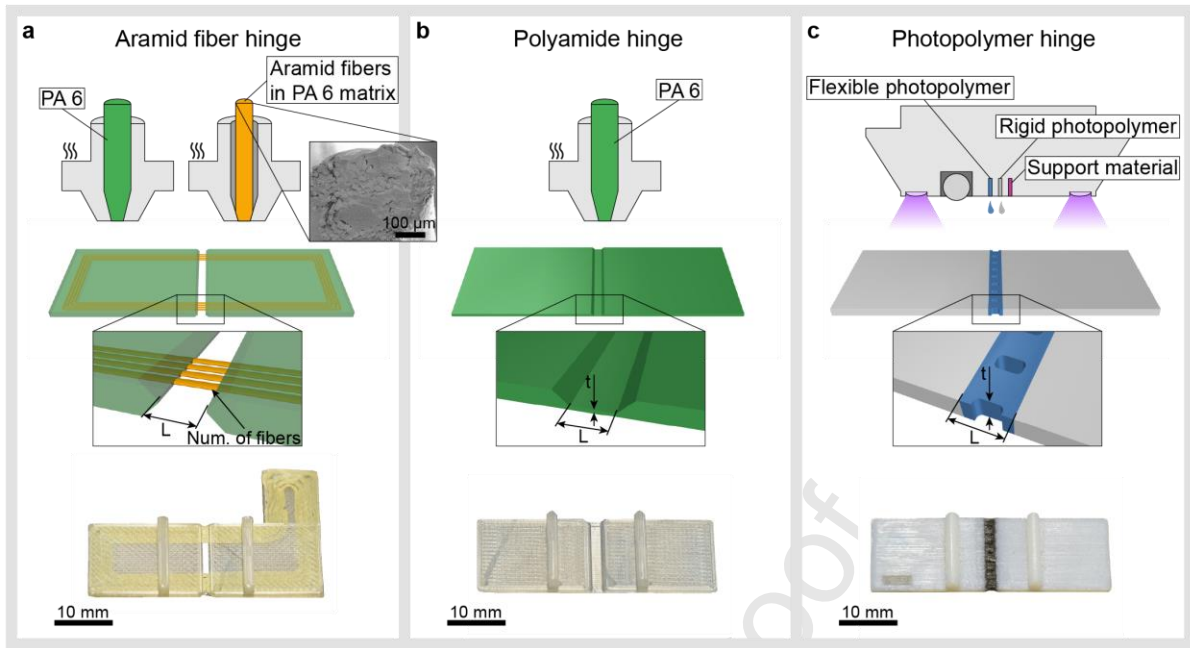 a
Aramid fiber hinge
PA 6
Aramid fibers
in PA 6 matrix
100 μm
L
Num. of fibers
10 mm
b
Polyamide hinge
PA 6
t
L
10 mm
c
Photopolymer hinge
Flexible photopolymer
Rigid photopolymer
Support material
t
L
10 mm
oof